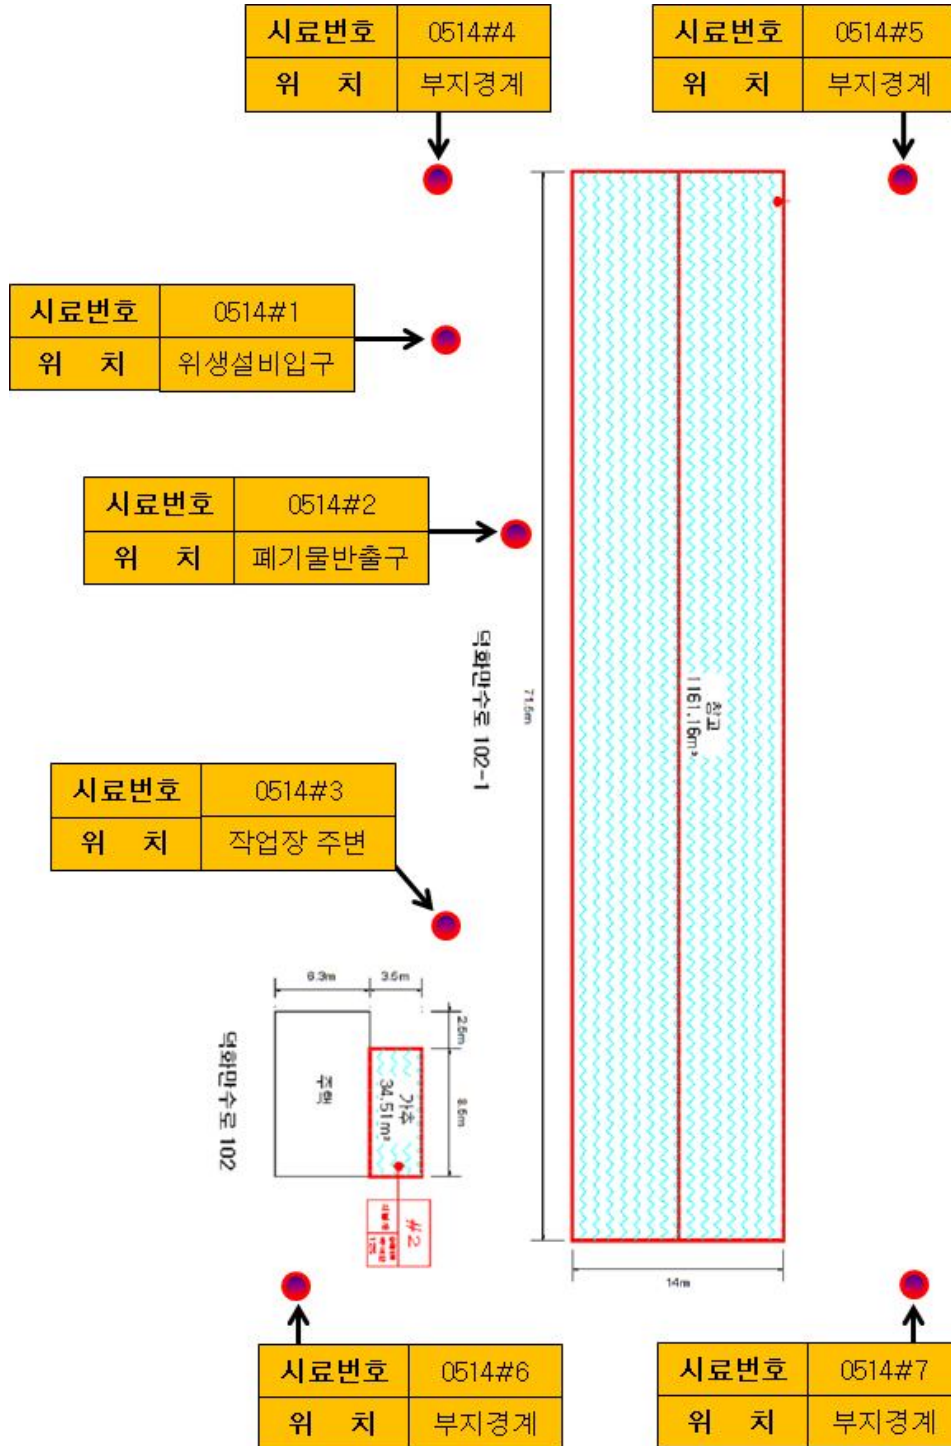 시료번호 0514#4
위 치 부지경계
시료번호 0514#5
위 치 부지경계
시료번호 0514#1
위 치 위생설비입구
시료번호 0514#2
위 치 폐기물반출구
덕화만수로 102-1
71.5m
창고
1161.16m²
시료번호 0514#3
위 치 작업장 주변
6.3m
3.5m
2.5m
8.5m
덕화만수로 102
주택
가추
34.51m²
#2
14m
시료번호 0514#6
위 치 부지경계
시료번호 0514#7
위 치 부지경계